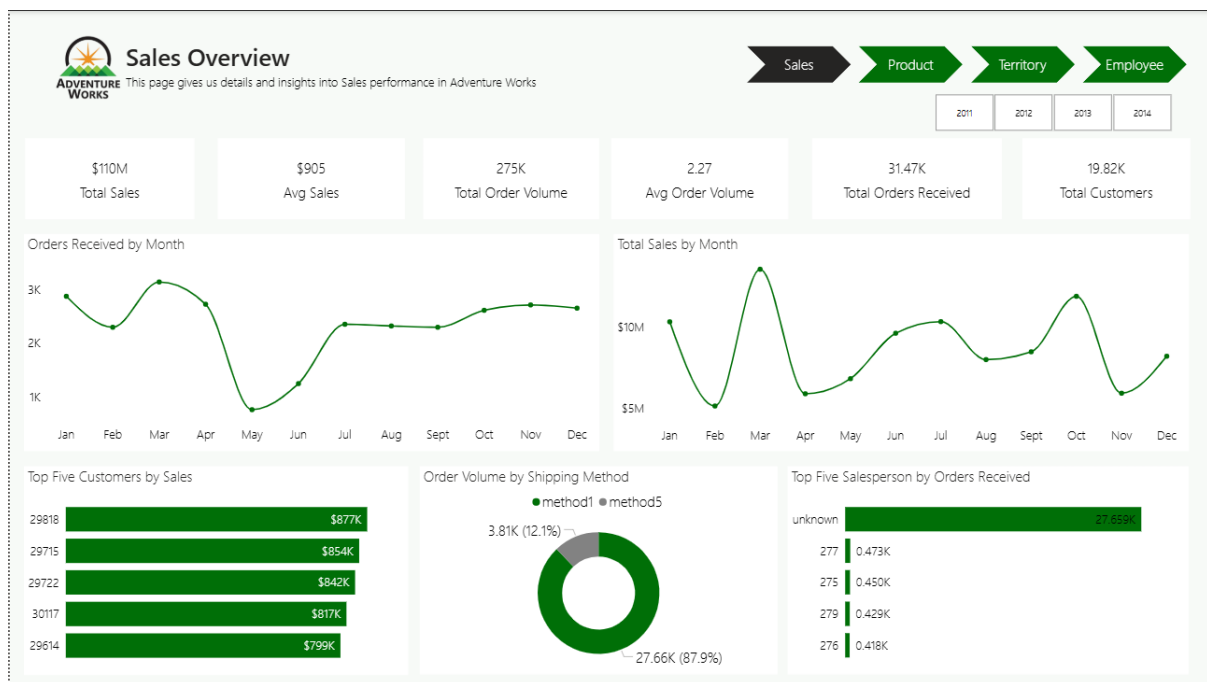 Sales Overview
This page gives us details and insights into Sales performance in Adventure Works
ADVENTURE
WORKS
Sales
Product
Territory
Employee
2011
2012
2013
2014
$110M
Total Sales
$905
Avg Sales
275K
Total Order Volume
2.27
Avg Order Volume
31.47K
Total Orders Received
19.82K
Total Customers
Orders Received by Month
3K
2K
1K
Jan Feb Mar Apr May Jun Jul Aug Sept Oct Nov Dec
Total Sales by Month
$10M
$5M
Jan Feb Mar Apr May Jun Jul Aug Sept Oct Nov Dec
Top Five Customers by Sales
29818 $877K
29715 $854K
29722 $842K
30117 $817K
29614 $799K
Order Volume by Shipping Method
method1 method5
3.81K (12.1%)
27.66K (87.9%)
Top Five Salesperson by Orders Received
unknown 27.659K
277 0.473K
275 0.450K
279 0.429K
276 0.418K